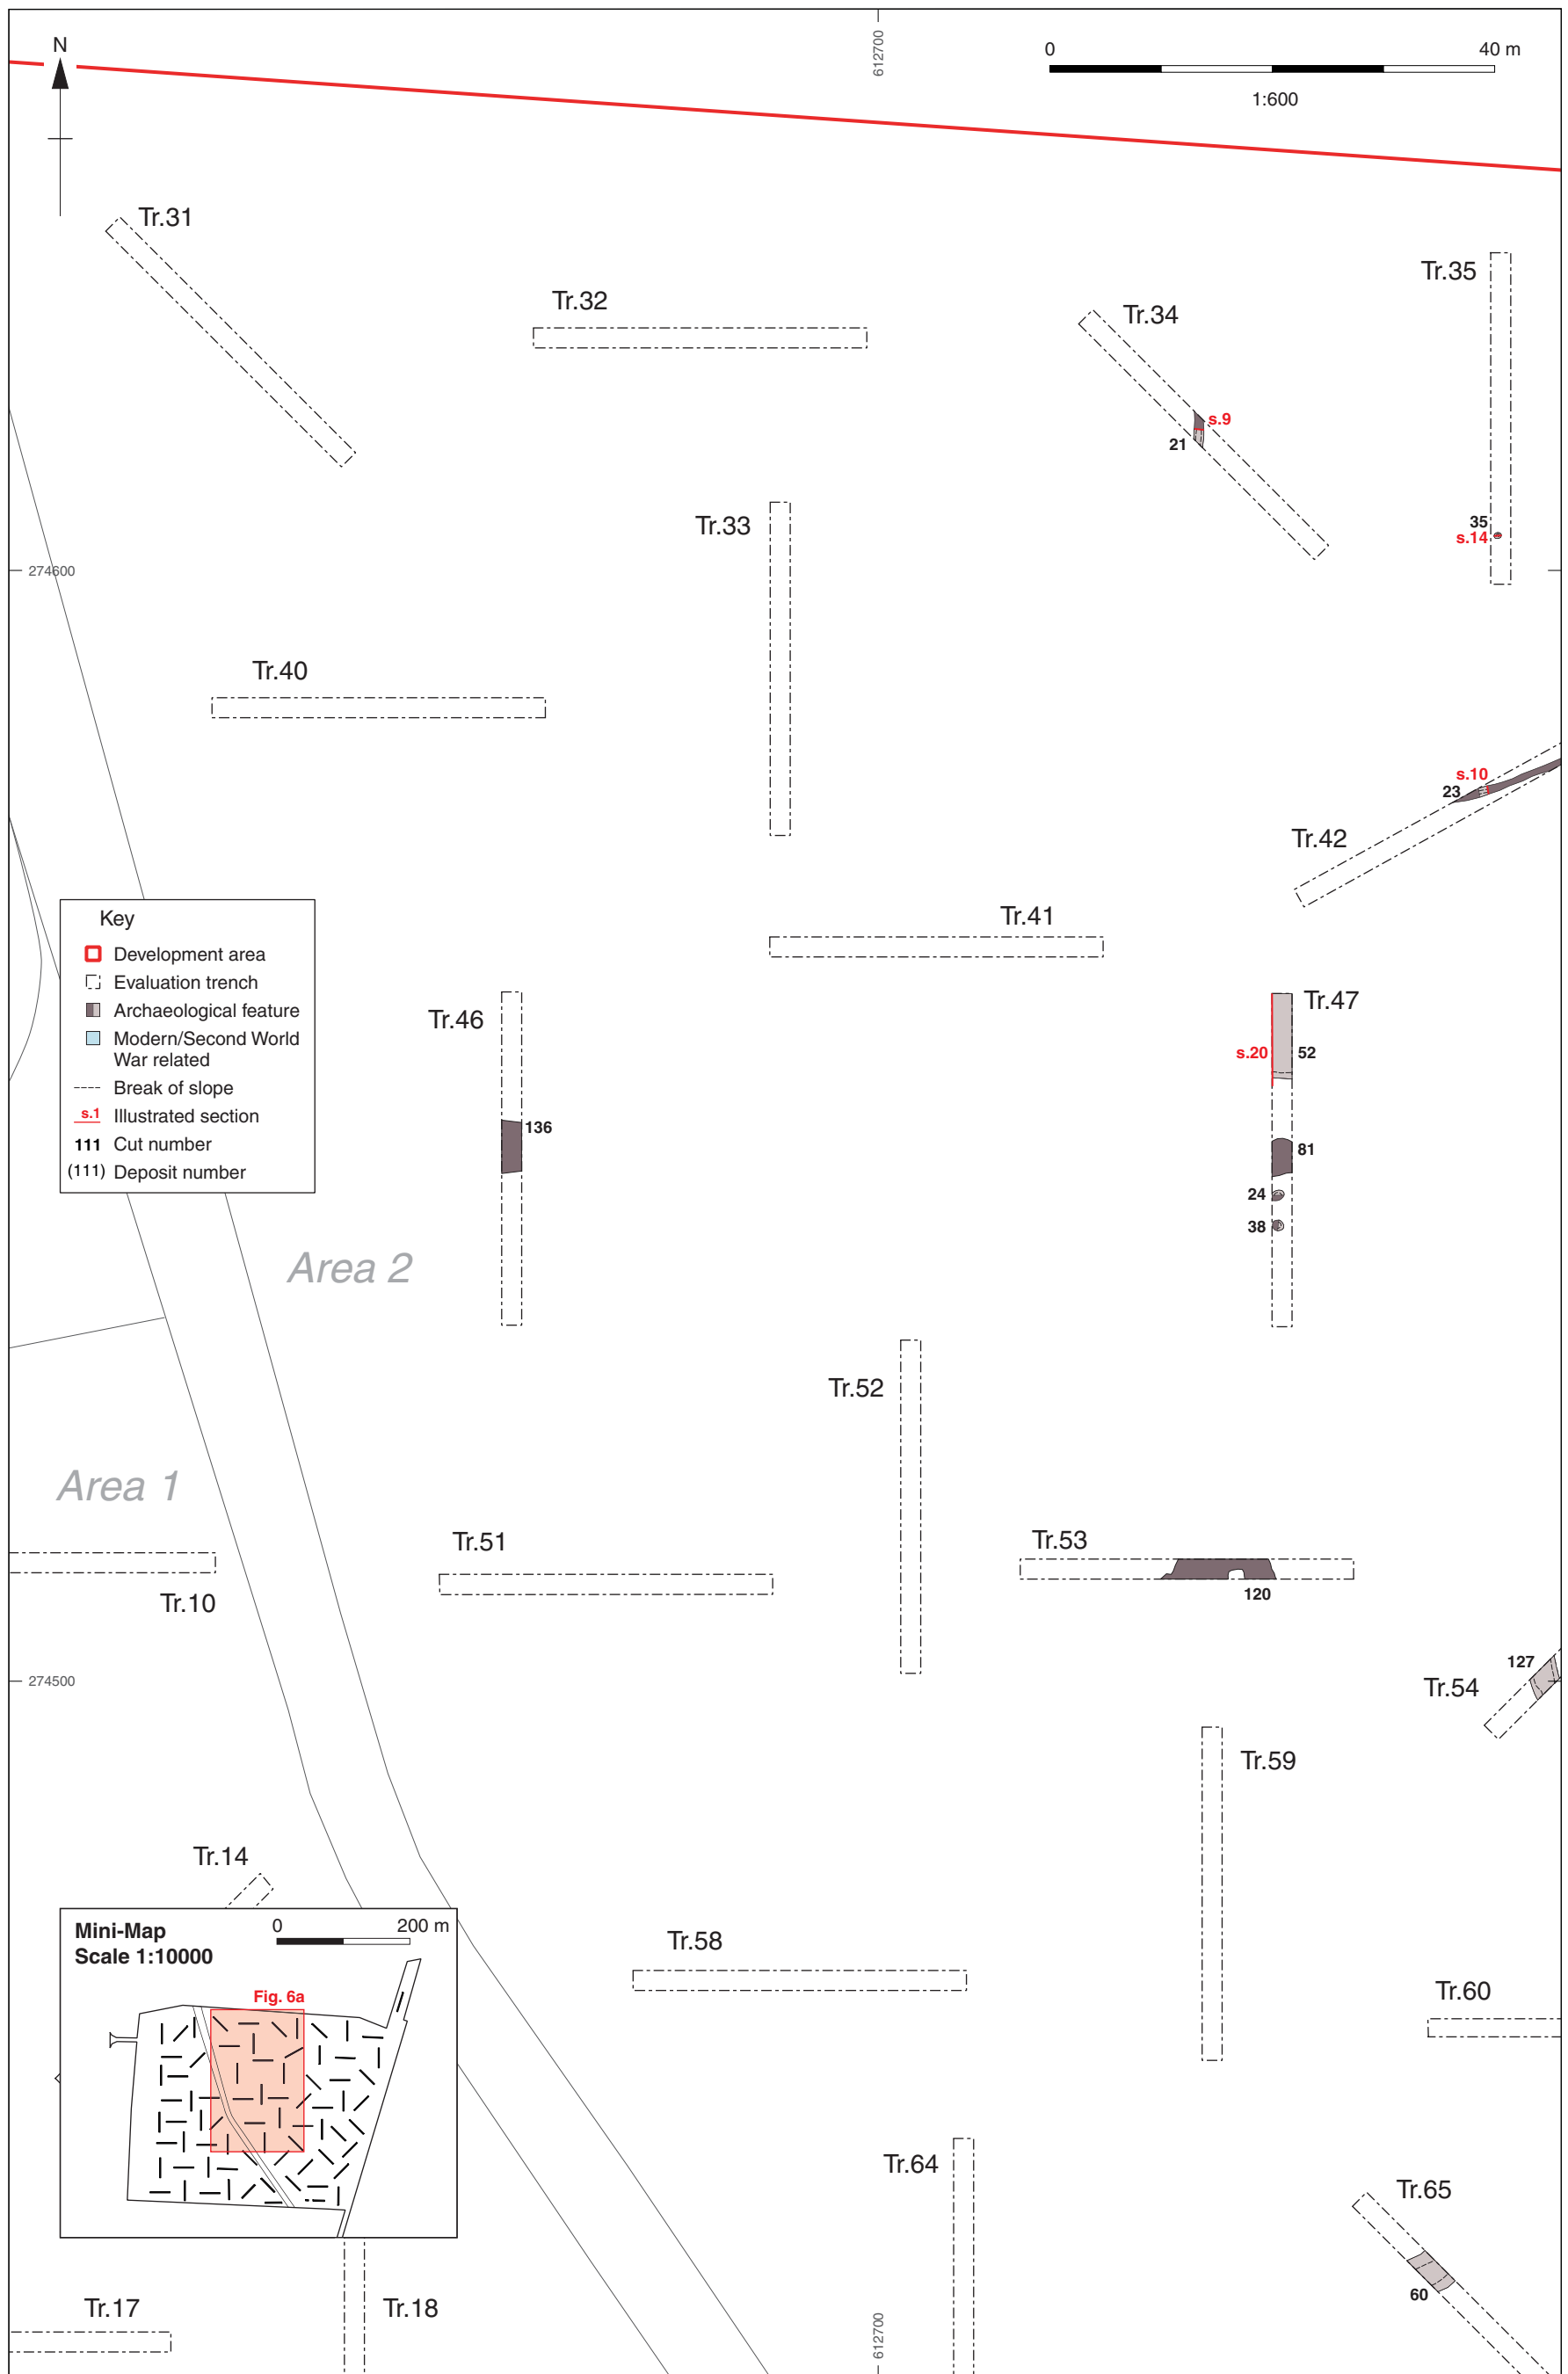 612700
N
0 40 m
1:600
Tr.31
Tr.35
Tr.32
Tr.34
s.9
21
Tr.33
35
s.14
274600
Tr.40
s.10
23
Tr.42
Tr.41
Key
Development area
Evaluation trench
Archaeological feature
Modern/Second World
War related
Break of slope
s.1 Illustrated section
111 Cut number
(111) Deposit number
Tr.46
136
Tr.47
s.20 52
81
24
38
Area 2
Tr.52
Area 1
Tr.51
Tr.53
120
Tr.10
127
274500
Tr.54
Tr.59
Tr.14
Mini-Map
Scale 1:10000
0 200 m
Fig. 6a
Tr.58
Tr.60
Tr.64
Tr.65
60
Tr.17
Tr.18
612700